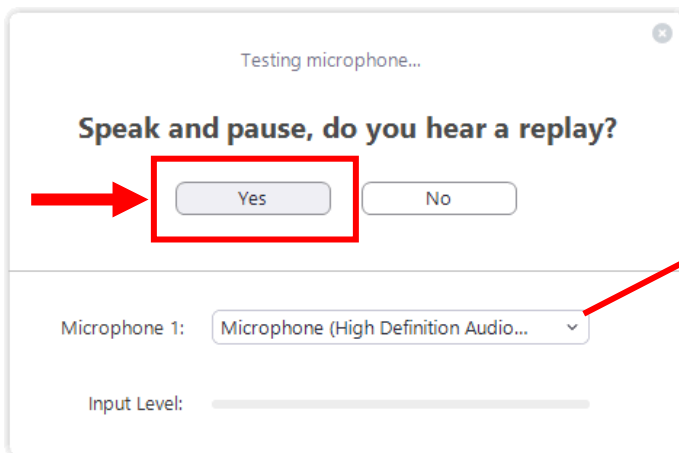 Testing microphone...
Speak and pause, do you hear a replay?
Yes No
Microphone 1: Microphone (High Definition Audio...
Input Level: